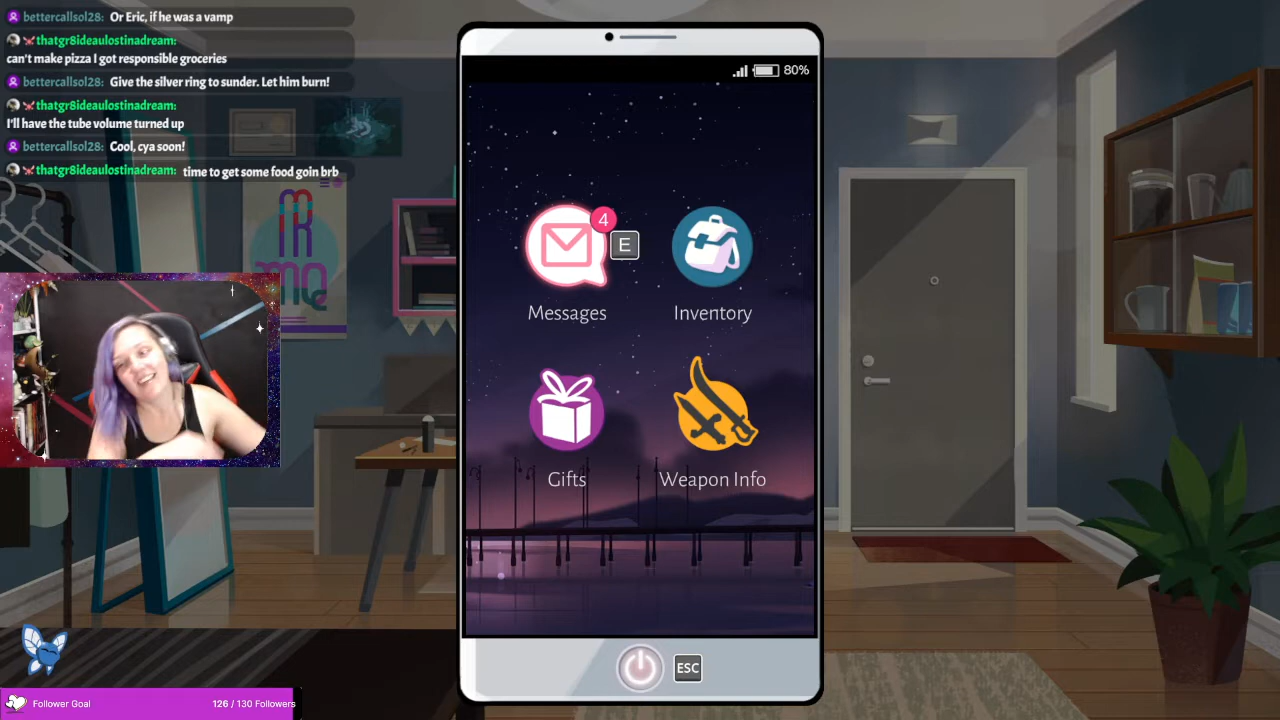 bettercallsol28: Or Eric, if he was a vamp
thatgr8ideaulostinadream:
can't make pizza I got responsible groceries
bettercallsol28: Give the silver ring to sunder. Let him burn!
thatgr8ideaulostinadream:
I'll have the tube volume turned up
bettercallsol28: Cool, cya soon!
thatgr8ideaulostinadream: time to get some food goin brb
80%
4
E
Messages
Inventory
Gifts
Weapon Info
ESC
Follower Goal
126 / 130 Followers